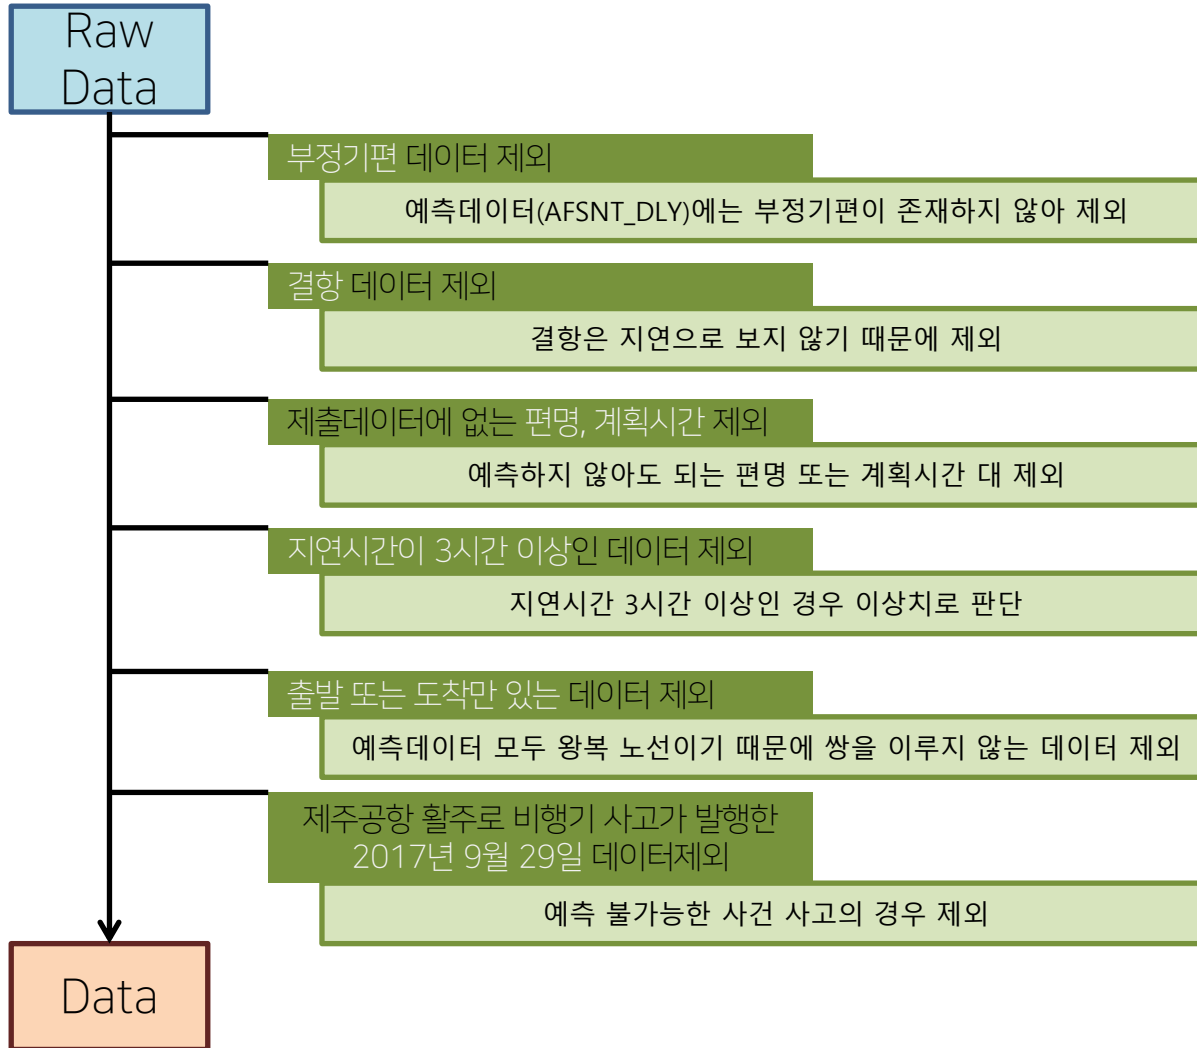 Raw
Data
부정기편 데이터 제외
예측데이터(AFSNT_DLY)에는 부정기편이 존재하지 않아 제외
결항 데이터 제외
결항은 지연으로 보지 않기 때문에 제외
제출데이터에 없는 편명, 계획시간 제외
예측하지 않아도 되는 편명 또는 계획시간 대 제외
지연시간이 3시간 이상인 데이터 제외
지연시간 3시간 이상인 경우 이상치로 판단
출발 또는 도착만 있는 데이터 제외
예측데이터 모두 왕복 노선이기 때문에 쌍을 이루지 않는 데이터 제외
제주공항 활주로 비행기 사고가 발행한
2017년 9월 29일 데이터제외
예측 불가능한 사건 사고의 경우 제외
Data